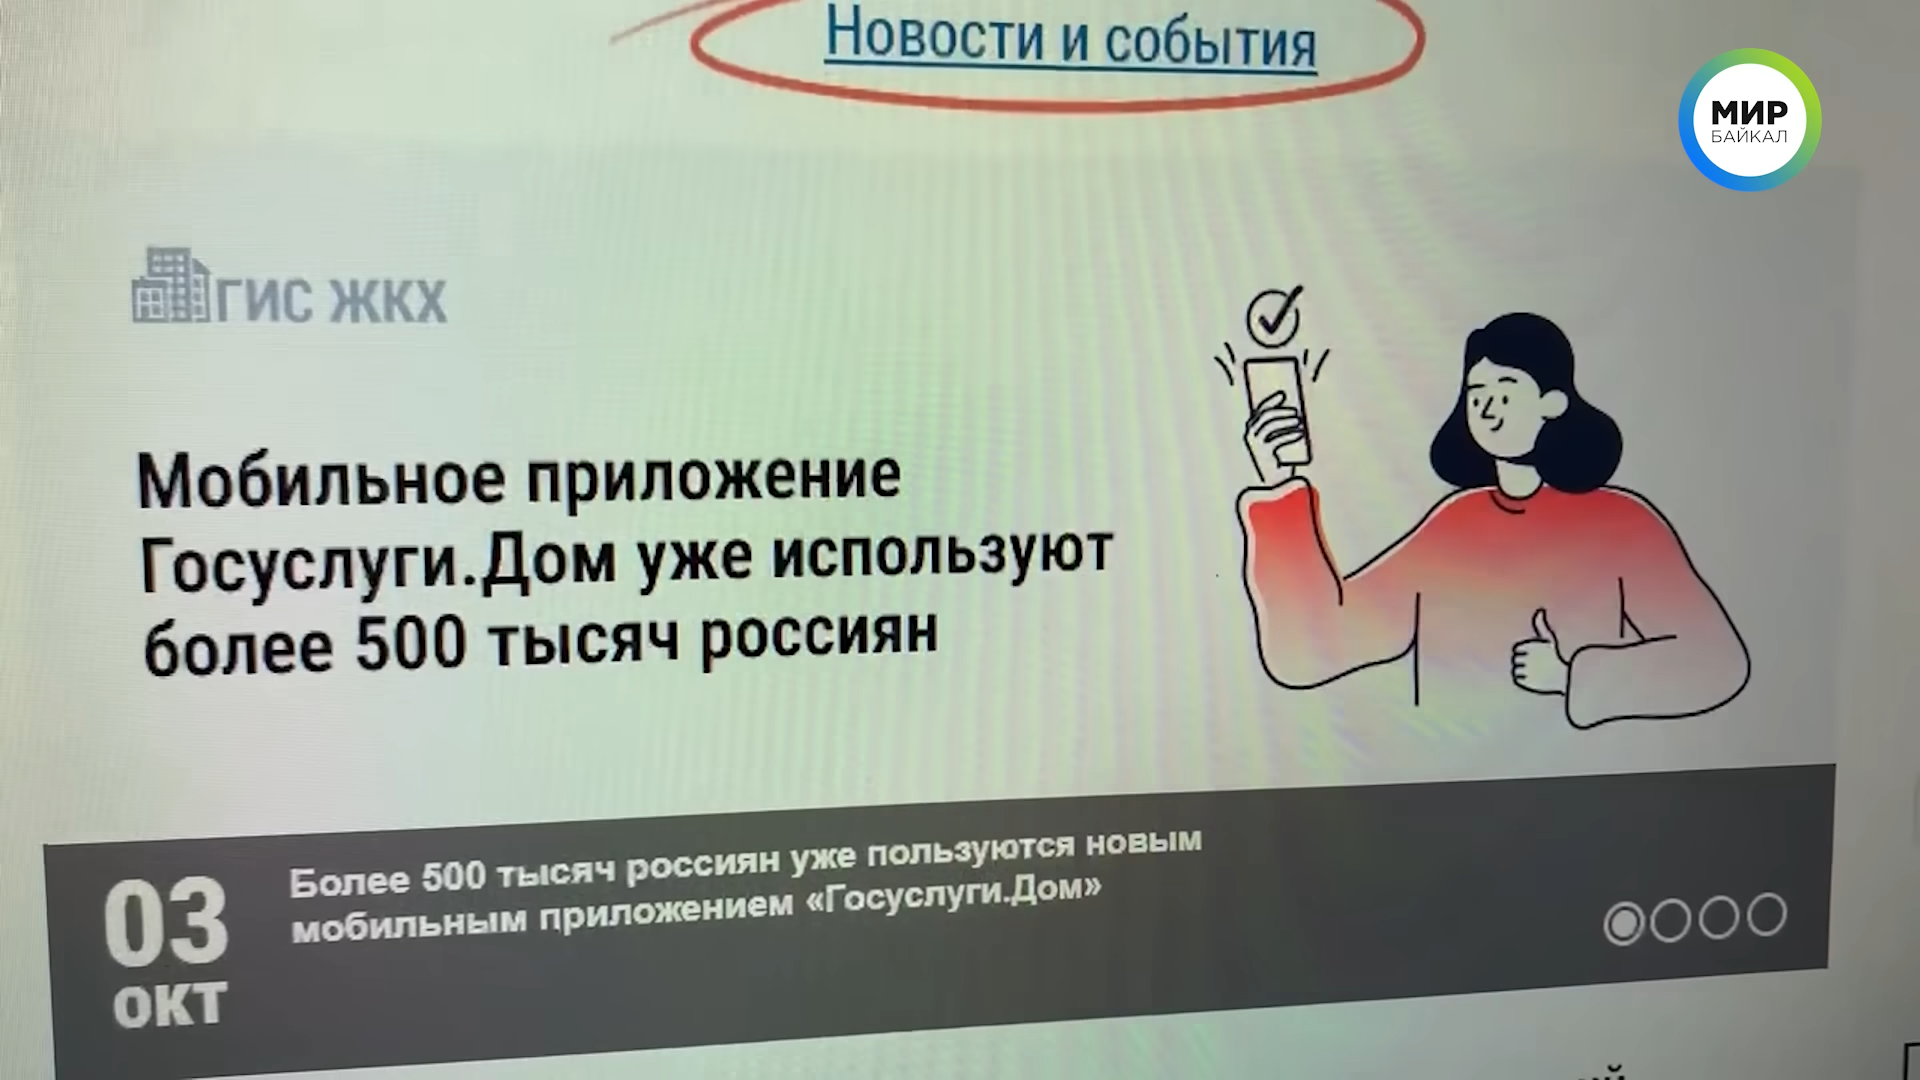 Новости и события
МИР
БАЙКАЛ
ГИС ЖКХ
Мобильное приложение
Госуслуги.Дом уже используют
более 500 тысяч россиян
03
окт
Более 500 тысяч россиян уже пользуются новым
мобильным приложением «Госуслуги.Дом»